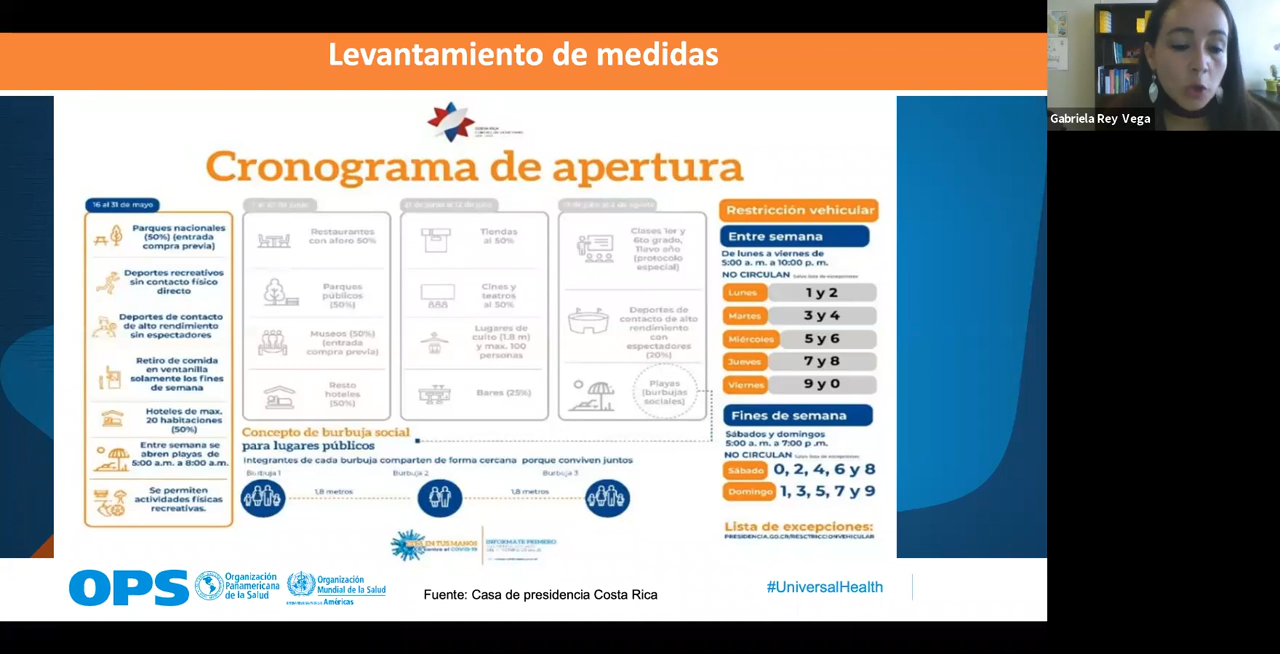 Levantamiento de medidas
Gabriela Rey Vega
COSTA RICA
Cronograma de apertura
16 al 31 de mayo
Parques nacionales
(50%) (entrada
compra previa)
Deportes recreativos
sin contacto físico
directo
Deportes de contacto
de alto rendimiento
sin espectadores
Retiro de comida
en ventanilla
solamente los fines
de semana
Hoteles de max.
20 habitaciones
(50%)
Entre semana se
abren playas de
5:00 a.m. a 8:00 a.m.
Se permiten
actividades físicas
recreativas.
Restaurantes
con aforo 50%
Parques
públicos
(50%)
Museos (50%)
(entrada
compra previa)
Resto
hoteles
(50%)
Tiendas
al 50%
Cines y
teatros
al 50%
Lugares de
culto (1.8 m)
y max. 100
personas
Bares (25%)
Clases 1er y
6to grado,
11avo año
(protocolo
especial)
Deportes de
contacto de alto
rendimiento
con
espectadores
(20%)
Playas
(burbujas
sociales)
Restricción vehicular
Entre semana
De lunes a viernes de
5:00 a. m. a 10:00 p. m.
NO CIRCULAN
Lunes 1 y 2
Martes 3 y 4
Miércoles 5 y 6
Jueves 7 y 8
Viernes 9 y 0
Fines de semana
Sábados y domingos
5:00 a. m. a 7:00 p .m.
NO CIRCULAN
Sábado 0, 2, 4, 6 y 8
Domingo 1, 3, 5, 7 y 9
Lista de excepciones:
PRESIDENCIA.GO.CR/RESCTRICCIONVEHICULAR
Concepto de burbuja social
para lugares públicos
Integrantes de cada burbuja comparten de forma cercana porque conviven juntos
Burbuja 1 Burbuja 2 Burbuja 3
1,8 metros 1,8 metros
EN TUS MANOS
INFÓRMATE PRIMERO
OPS
Organización
Panamericana
de la Salud
Organización
Mundial de la Salud
Américas
Fuente: Casa de presidencia Costa Rica
#UniversalHealth